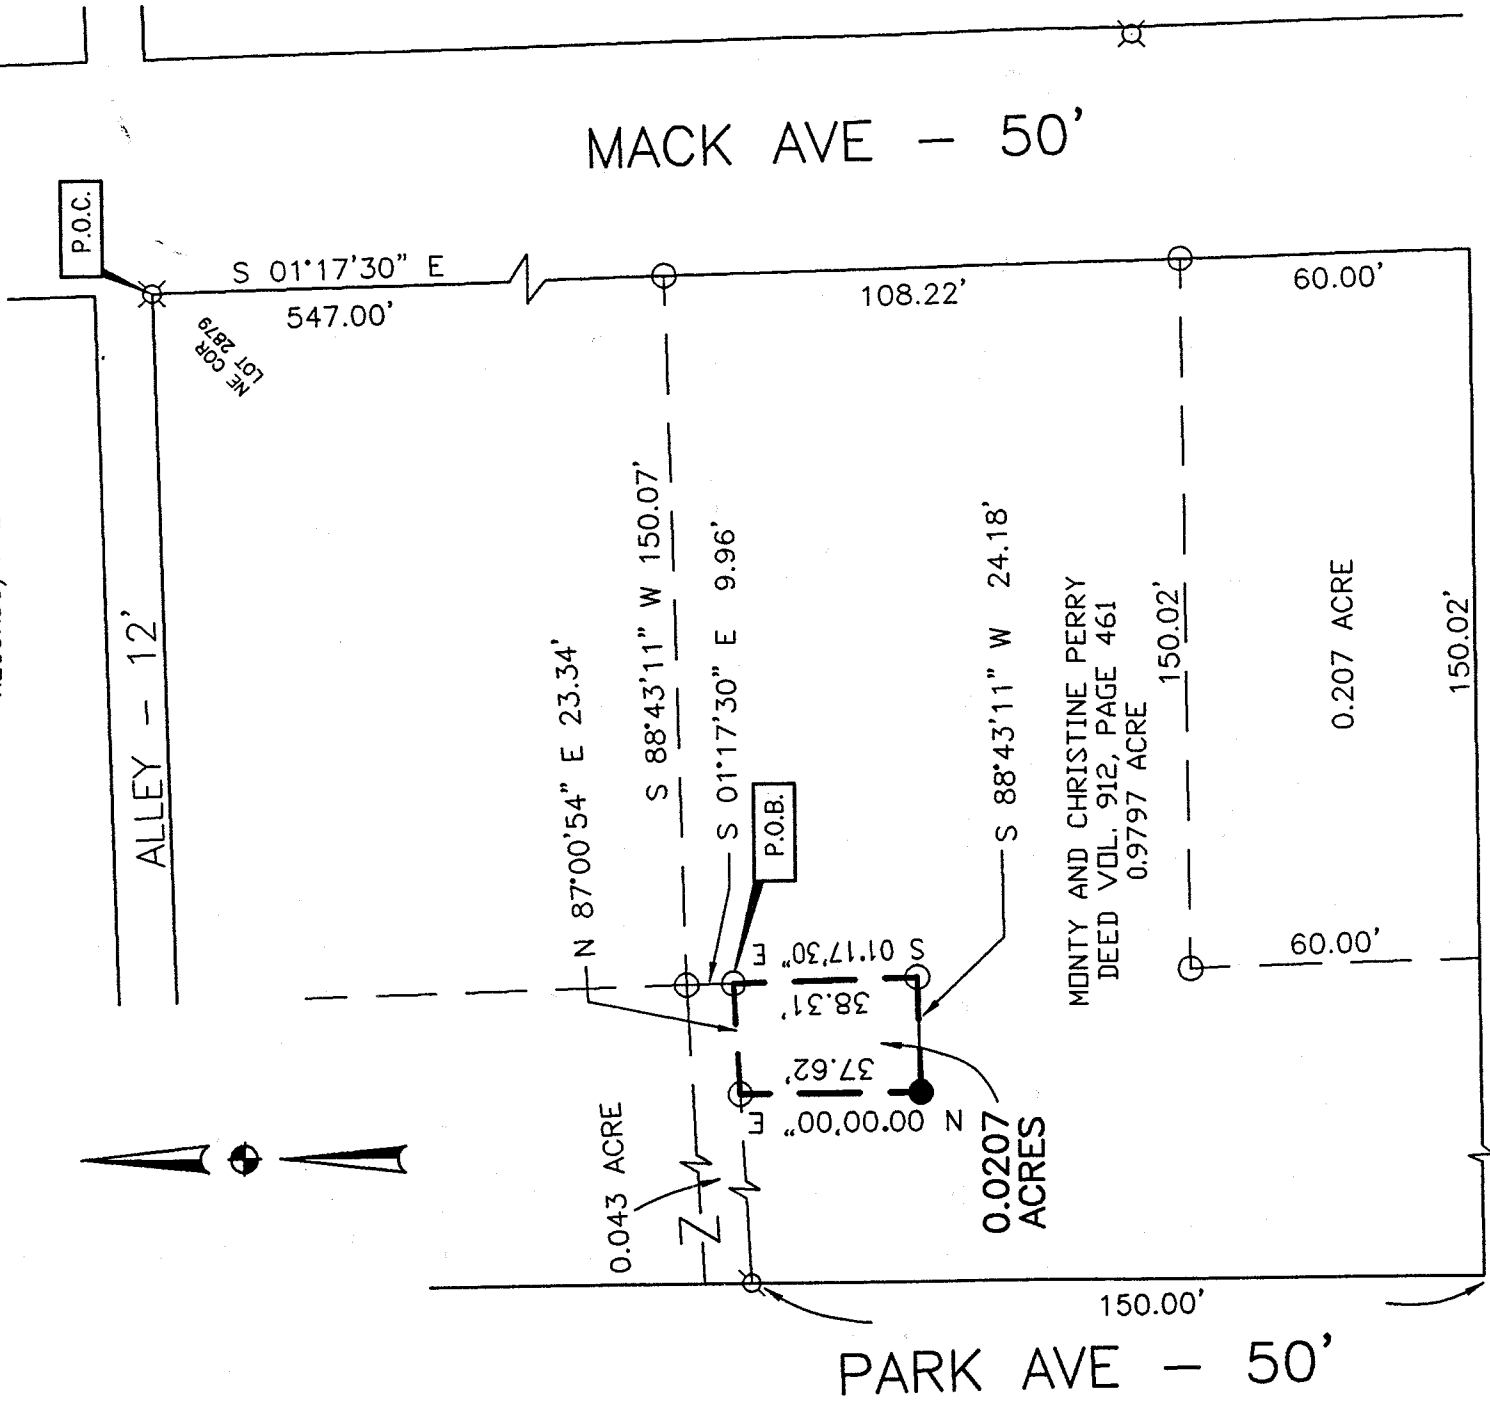 MACK AVE - 50'
P.O.C.
S 01°17'30" E
547.00'
108.22'
60.00'
NE COR
LOT 2879
ALLEY - 12'
N 87°00'54" E 23.34'
S 88°43'11" W 150.07'
S 01°17'30" E 9.96'
P.O.B.
S 88°43'11" W 24.18'
MONTY AND CHRISTINE PERRY
DEED VOL. 912, PAGE 461
0.9797 ACRE
150.02'
0.207 ACRE
150.02'
60.00'
S 01°17'30" E
38.31'
37.62'
N 00°00'00" E
0.043 ACRE
Z
0.0207
ACRES
150.00'
PARK AVE - 50'